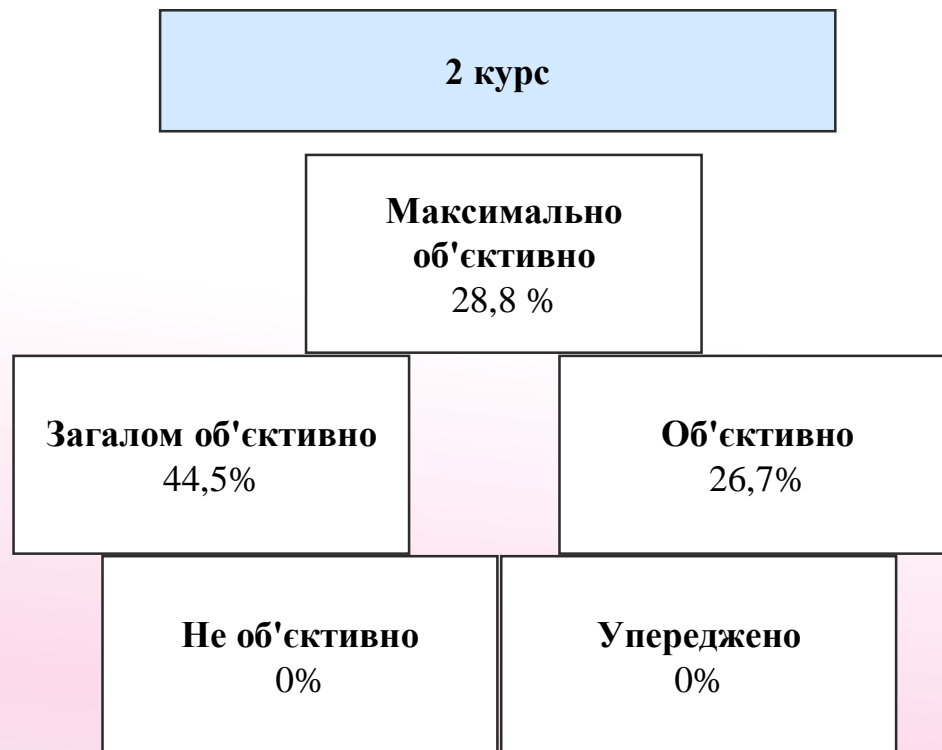 2 курс
Максимально
об'єктивно
28,8 %
Загалом об'єктивно
44,5%
Об'єктивно
26,7%
Не об'єктивно
0%
Упереджено
0%